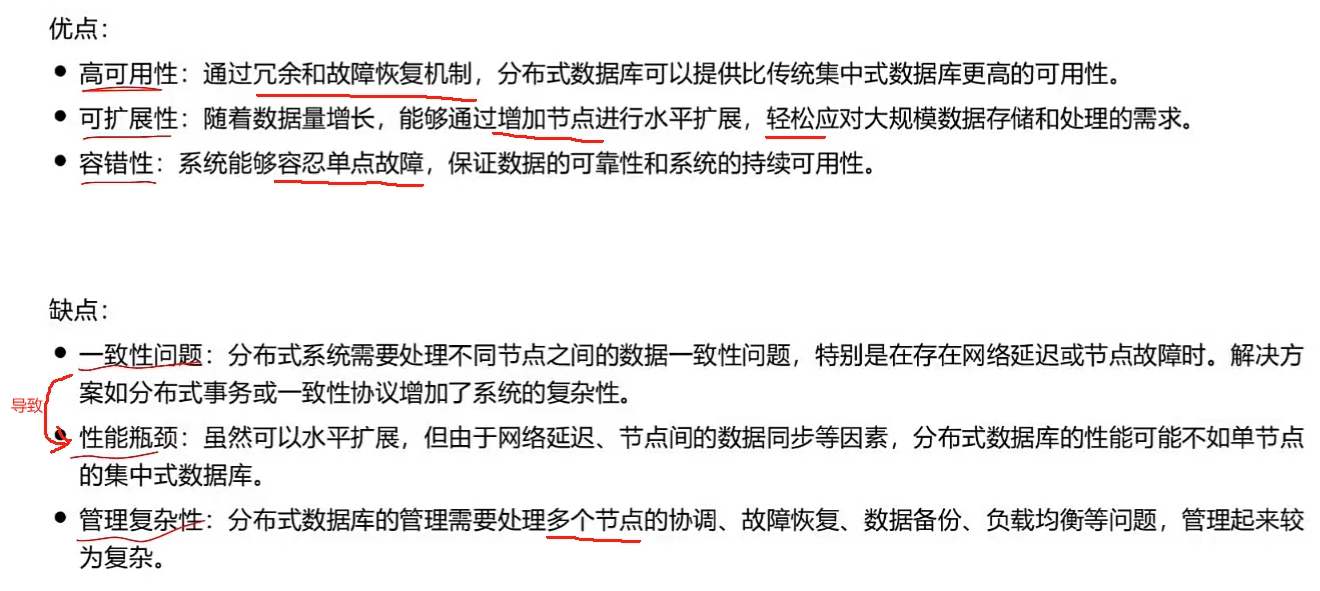 优点：
● 高可用性：通过冗余和故障恢复机制，分布式数据库可以提供比传统集中式数据库更高的可用性。
● 可扩展性：随着数据量增长，能够通过增加节点进行水平扩展，轻松应对大规模数据存储和处理的需求。
● 容错性：系统能够容忍单点故障，保证数据的可靠性和系统的持续可用性。
缺点：
● 一致性问题：分布式系统需要处理不同节点之间的数据一致性问题，特别是在存在网络延迟或节点故障时。解决方
案如分布式事务或一致性协议增加了系统的复杂性。
导致
● 性能瓶颈：虽然可以水平扩展，但由于网络延迟、节点间的数据同步等因素，分布式数据库的性能可能不如单节点
的集中式数据库。
● 管理复杂性：分布式数据库的管理需要处理多个节点的协调、故障恢复、数据备份、负载均衡等问题，管理起来较
为复杂。